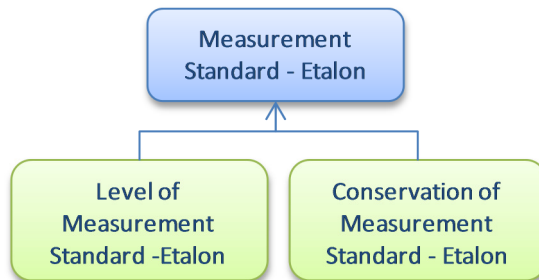 Measurement
Standard - Etalon
Level of
Measurement
Standard -Etalon
Conservation of
Measurement
Standard - Etalon